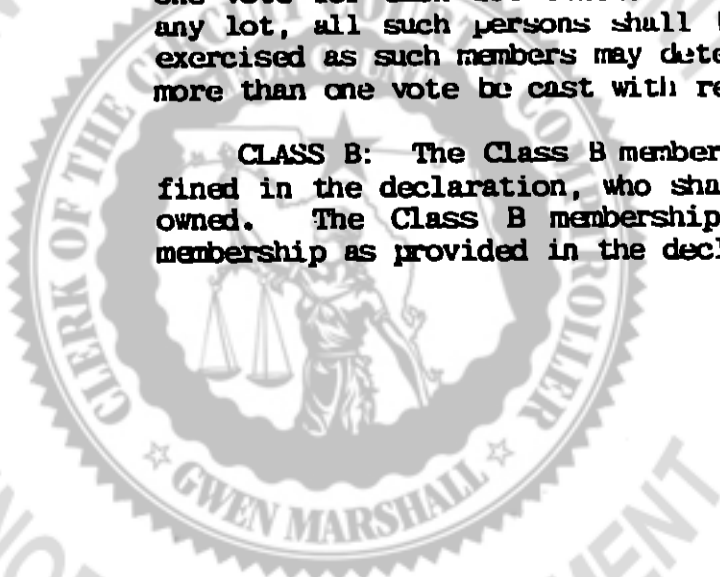 any lot, all such persons shall
exercised as such members may dete
more than one vote be cast with re
CLASS B: The Class B member
fined in the declaration, who sha
owned. The Class B membership
membership as provided in the decl
CLERK OF THE
COMPTROLLER
GWEN MARSHALL